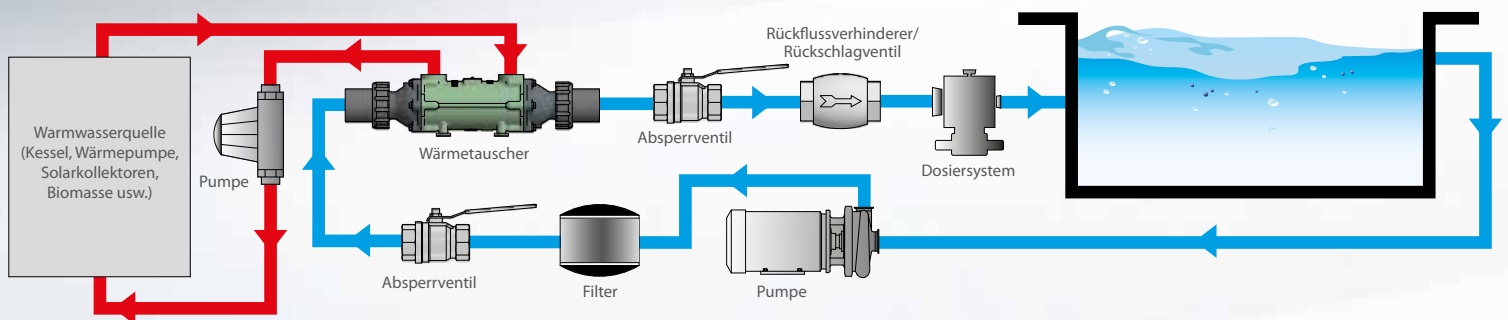 Warmwasserquelle
(Kessel, Wärmepumpe,
Solarkollektoren,
Biomasse usw.)
Pumpe
Wärmetauscher
Absperrventil
Rückflussverhinderer/
Rückschlagventil
Dosiersystem
Absperrventil
Filter
Pumpe